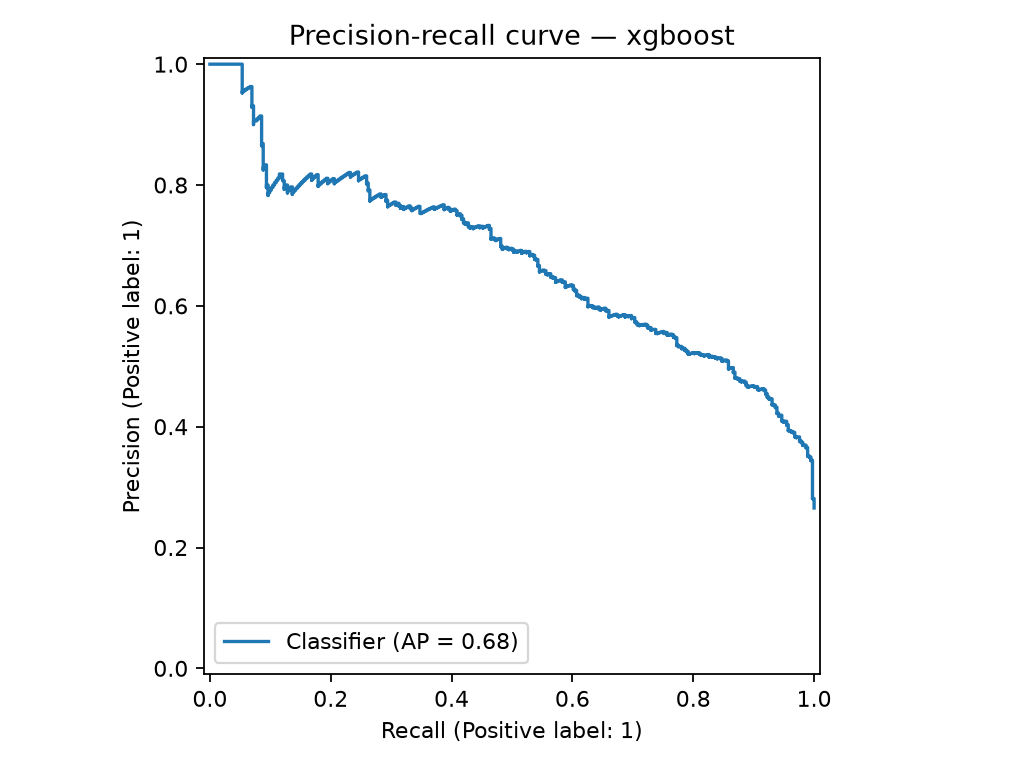 Precision-recall curve — xgboost
1.0
0.8
0.6
0.4
0.2
0.0
Precision (Positive label: 1)
Classifier (AP = 0.68)
0.0 0.2 0.4 0.6 0.8 1.0
Recall (Positive label: 1)